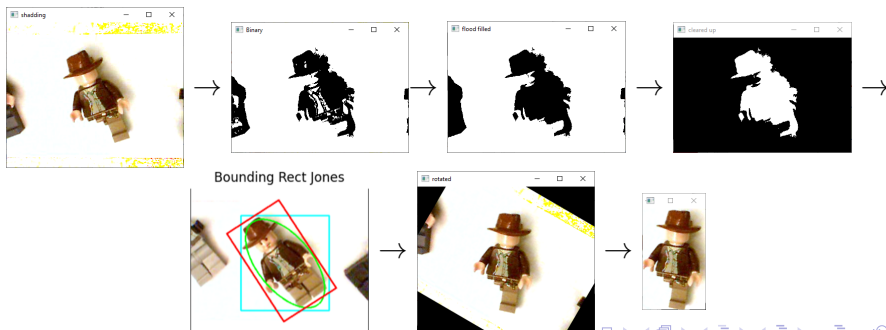 shadding
Binary
flood filled
cleared up
Bounding Rect Jones
rotated